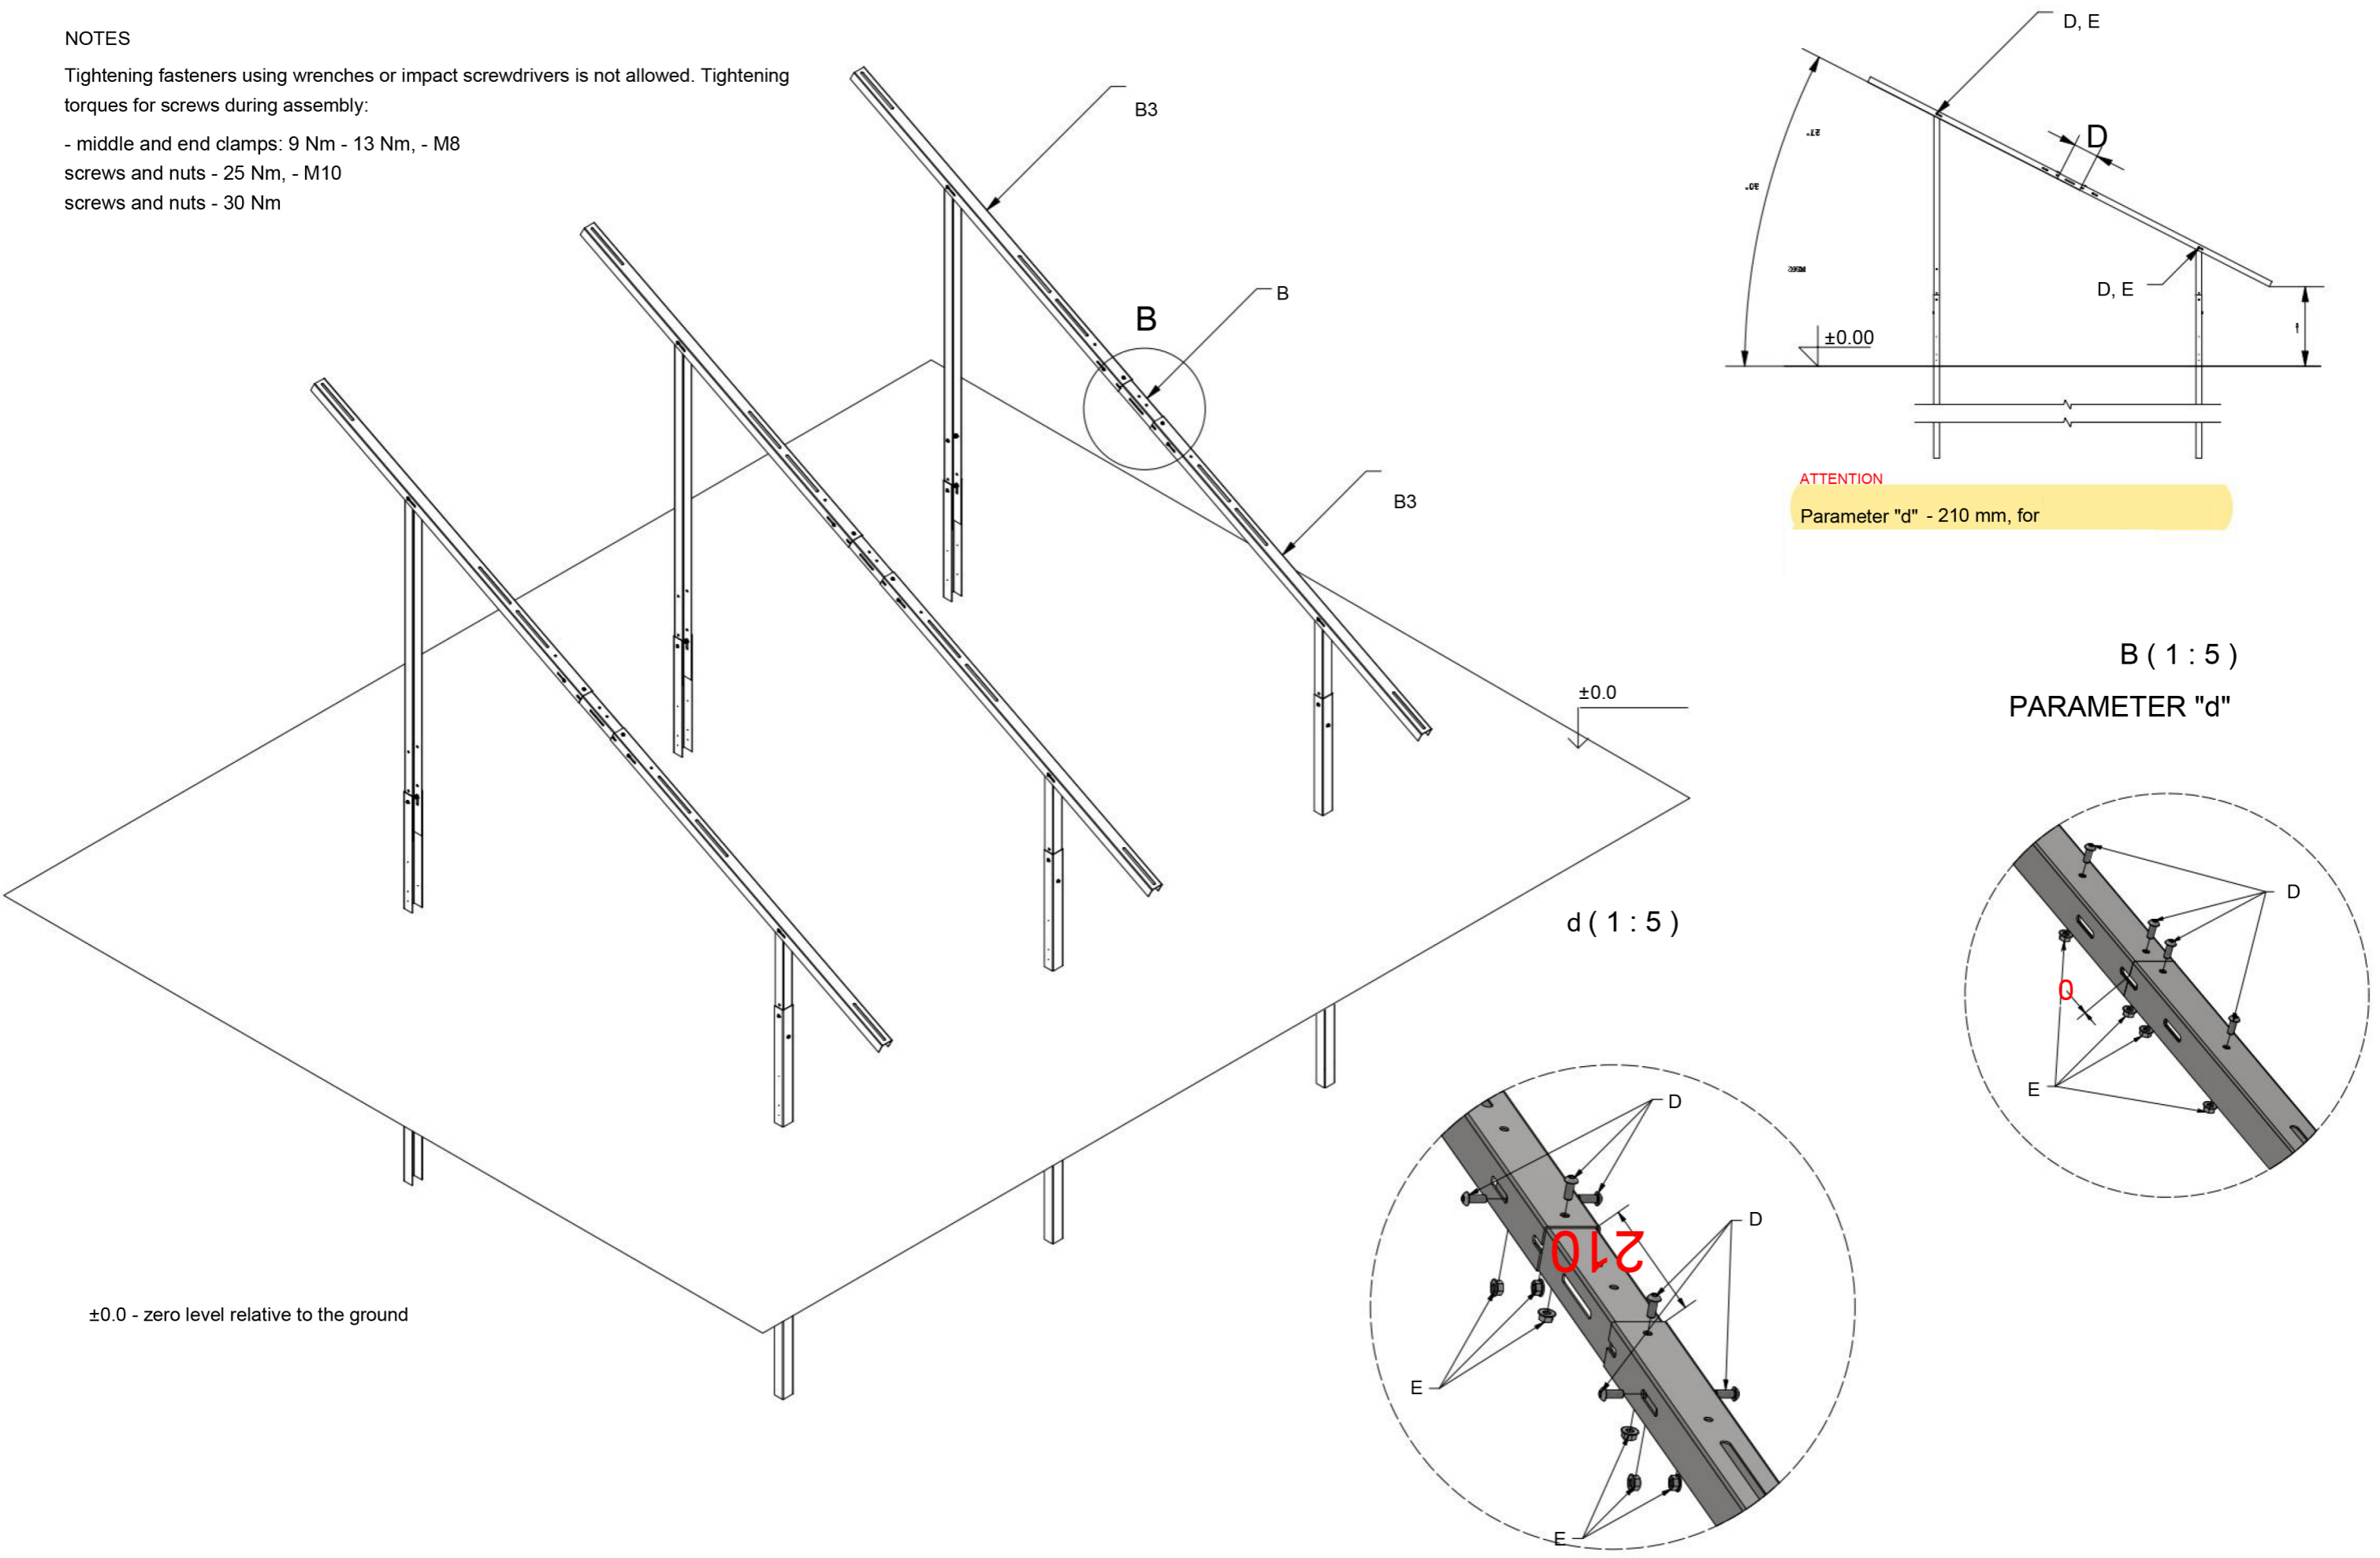 NOTES
Tightening fasteners using wrenches or impact screwdrivers is not allowed. Tightening
torques for screws during assembly:
- middle and end clamps: 9 Nm - 13 Nm, - M8
screws and nuts - 25 Nm, - M10
screws and nuts - 30 Nm
B3
B
B
B3
±0.0
D, E
D
D, E
±0.00
ATTENTION
Parameter "d" - 210 mm, for
B ( 1 : 5 )
PARAMETER "d"
D
0
E
d ( 1 : 5 )
D
210
D
E
E
±0.0 - zero level relative to the ground